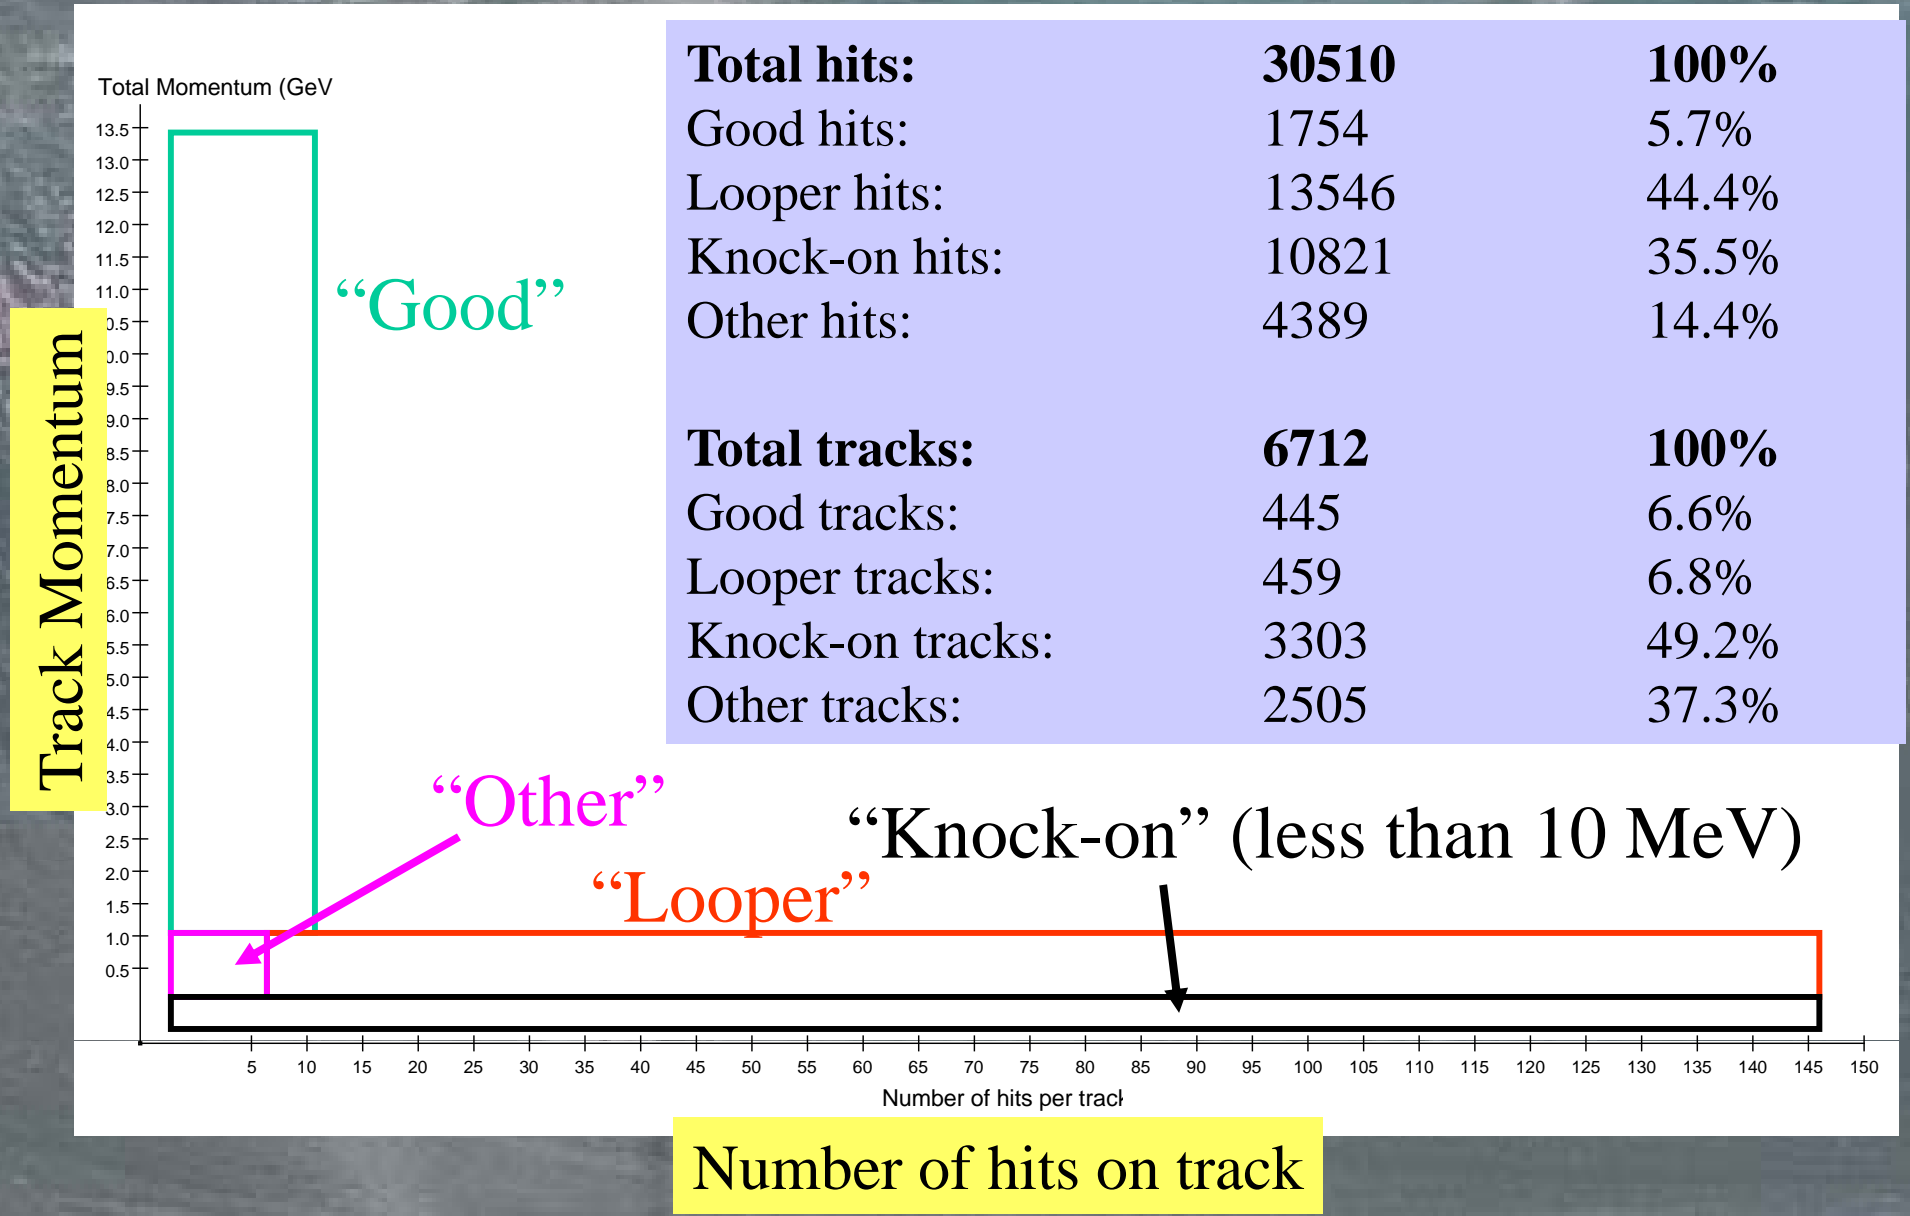 Total Momentum (GeV
Total hits: 30510 100%
Good hits: 1754 5.7%
Looper hits: 13546 44.4%
Knock-on hits: 10821 35.5%
Other hits: 4389 14.4%
Total tracks: 6712 100%
Good tracks: 445 6.6%
Looper tracks: 459 6.8%
Knock-on tracks: 3303 49.2%
Other tracks: 2505 37.3%
13.5
13.0
12.5
12.0
11.5
11.0
0.5
0.0
9.5
9.0
8.5
8.0
7.5
7.0
6.5
6.0
5.5
5.0
4.5
4.0
3.5
3.0
2.5
2.0
1.5
1.0
0.5
Track Momentum
“Good”
“Other”
“Knock-on” (less than 10 MeV)
“Looper”
5 10 15 20 25 30 35 40 45 50 55 60 65 70 75 80 85 90 95 100 105 110 115 120 125 130 135 140 145 150
Number of hits per track
Number of hits on track